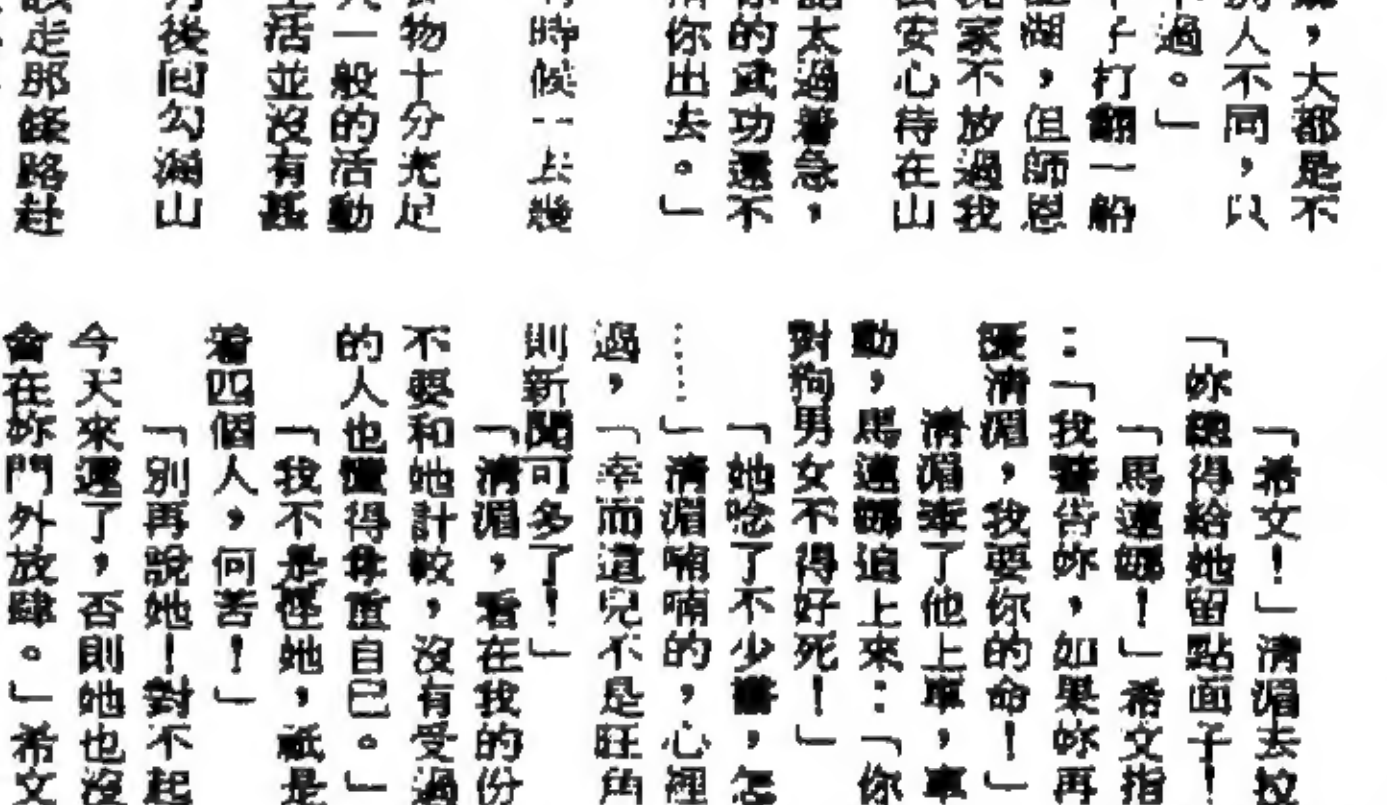 ，大都是不
人不同，只
過。」
打翻一船
湖，但師恩
家不放過我
安心待在山
太過着急，
的武功還不
你出去。」
時候一上幾
物十分充足
一般的活動
活並沒有甚
後回勾漏山
走那條路赴
「希文！」清湄去拉
「妳總得給她留點面子！
「馬蓮娜！」希文指
：「我警告妳，如果妳再
清湄，我要你的命！」
清湄牽了他上車，車
動，馬蓮娜追上來：「你
對狗男女不得好死！」
「她唸了不少書，怎
……」清湄喃喃的，心裡
過，「幸而這兒不是旺角
則新聞可多了！」
「清湄，看在我的份
不要和她計較，沒有受過
的人也懂得尊重自己。」
「我不是怪她，祇是
着四個人，何苦！」
「別再說她！對不起
今天來遲了，否則她也沒
會在妳門外放肆。」希文